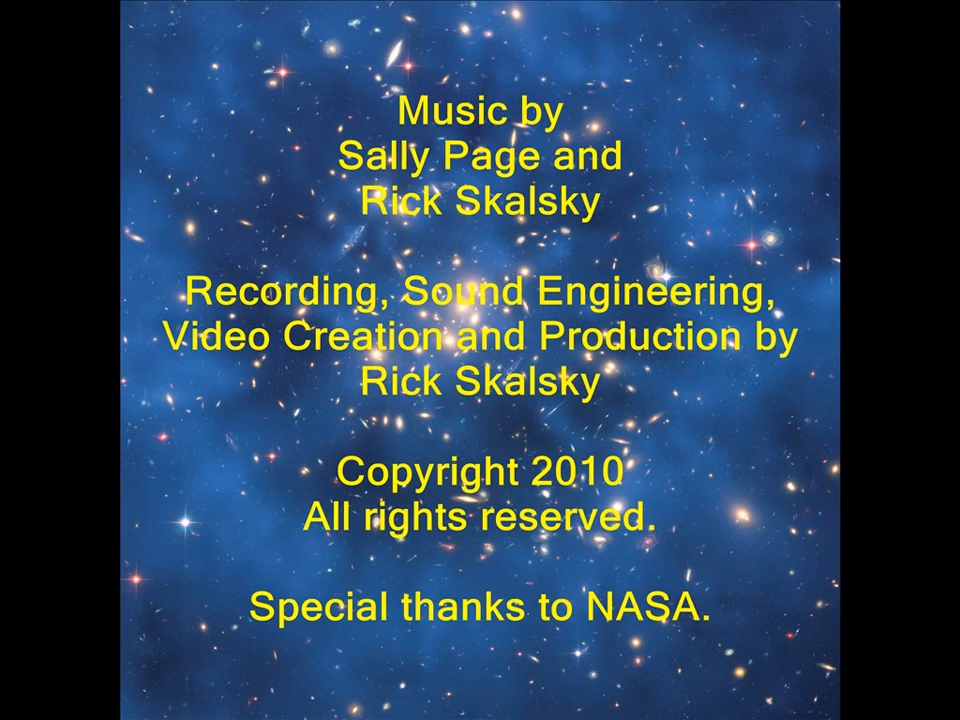 Music by
Sally Page and
Rick Skalsky
Recording, Sound Engineering,
Video Creation and Production by
Rick Skalsky
Copyright 2010
All rights reserved.
Special thanks to NASA.